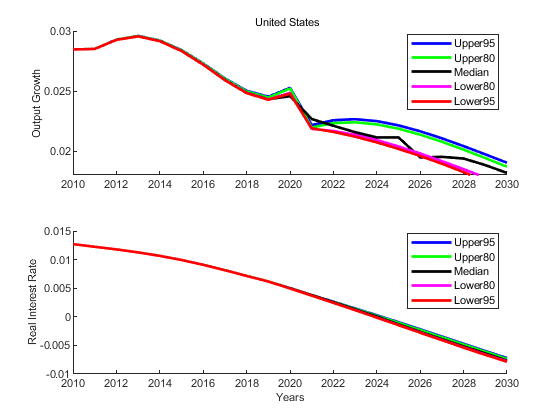 United States
0.03
0.025
0.02
Output Growth
Upper95
Upper80
Median
Lower80
Lower95
2010 2012 2014 2016 2018 2020 2022 2024 2026 2028 2030
0.015
0.01
0.005
0
-0.005
-0.01
Real Interest Rate
Upper95
Upper80
Median
Lower80
Lower95
2010 2012 2014 2016 2018 2020 2022 2024 2026 2028 2030
Years